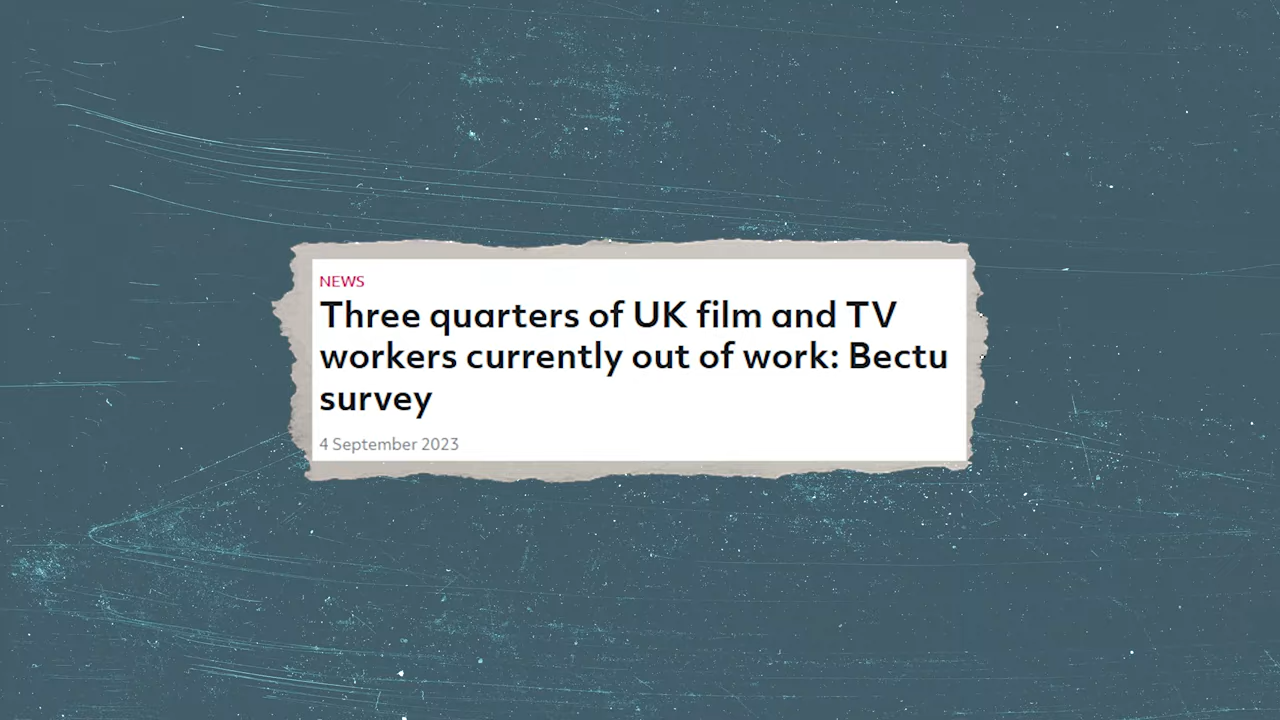 NEWS
Three quarters of UK film and TV
workers currently out of work: Bectu
survey
4 September 2023